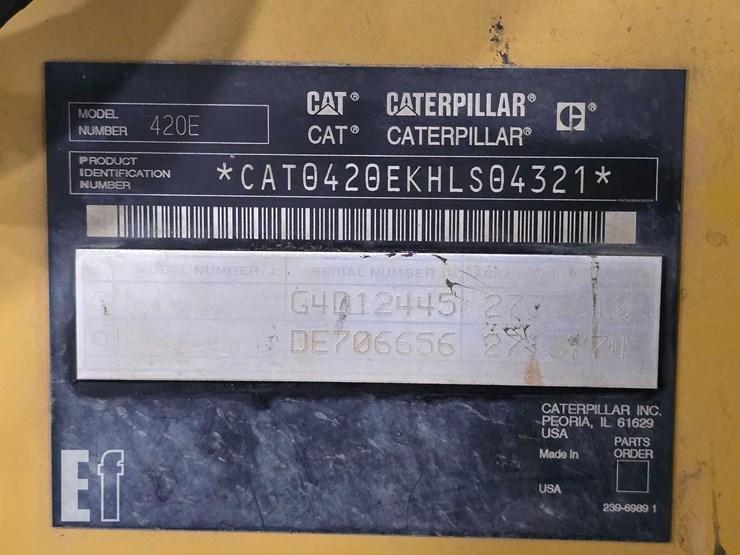 CAT® CATERPILLAR®
CAT® CATERPILLAR®
MODEL
NUMBER 420E
PRODUCT
IDENTIFICATION
NUMBER
*CAT0420EKHLS04321*
MODEL NUMBER SERIAL NUMBER
G4D12445
DE706656
CATERPILLAR INC.
PEORIA, IL 61629
USA
Made In
USA
PARTS
ORDER
239-6989 1
Ef